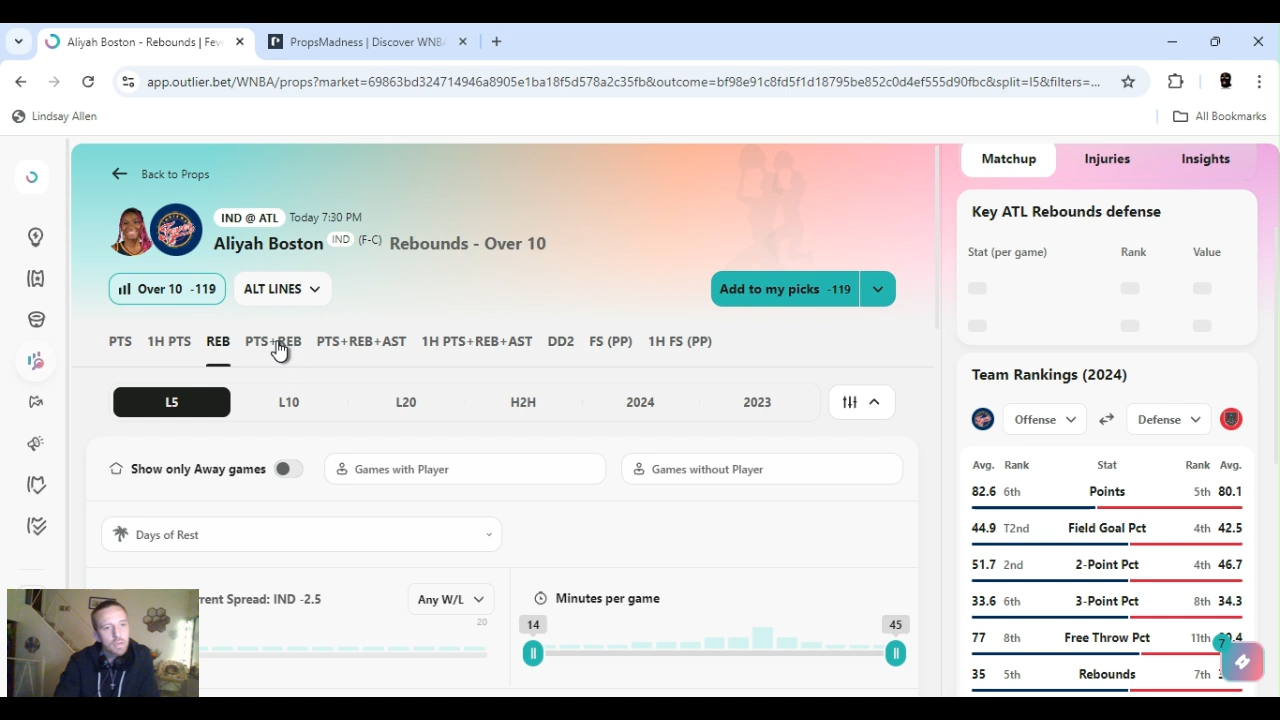 Aliyah Boston - Rebounds | Fev
PropsMadness | Discover WNB
app.outlier.bet/WNBA/props?market=69863bd324714946a8905e1ba18f5d578a2c35fb&outcome=bf98e91c8fd5f1d18795be852c0d4ef555d90fbc&split=l5&filters=...
Lindsay Allen
All Bookmarks
Back to Props
IND @ ATL Today 7:30 PM
Aliyah Boston IND (F-C) Rebounds - Over 10
Over 10 -119 ALT LINES
Add to my picks -119
PTS 1H PTS REB PTS+REB PTS+REB+AST 1H PTS+REB+AST DD2 FS (PP) 1H FS (PP)
L5 L10 L20 H2H 2024 2023
Show only Away games Games with Player Games without Player
Days of Rest
rent Spread: IND -2.5 Any W/L
20
Minutes per game
14 45
Matchup Injuries Insights
Key ATL Rebounds defense
Stat (per game) Rank Value
Team Rankings (2024)
Offense Defense
Avg. Rank Stat Rank Avg.
82.6 6th Points 5th 80.1
44.9 T2nd Field Goal Pct 4th 42.5
51.7 2nd 2-Point Pct 4th 46.7
33.6 6th 3-Point Pct 8th 34.3
77 8th Free Throw Pct 11th 0.4
7
35 5th Rebounds 7th